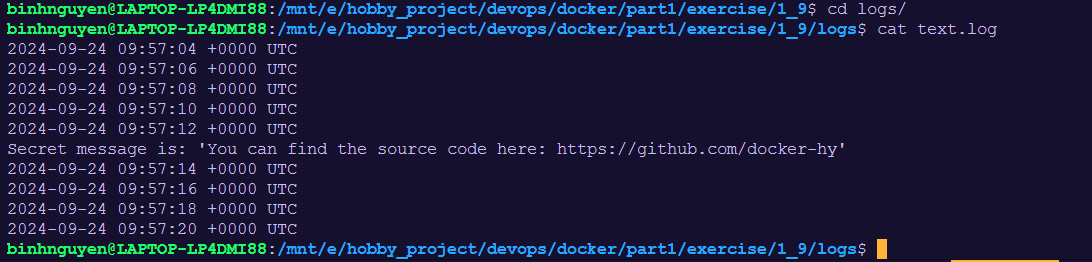 binhnguyen@LAPTOP-LP4DMI88:/mnt/e/hobby_project/devops/docker/part1/exercise/1_9$ cd logs/
binhnguyen@LAPTOP-LP4DMI88:/mnt/e/hobby_project/devops/docker/part1/exercise/1_9/logs$ cat text.log
2024-09-24 09:57:04 +0000 UTC
2024-09-24 09:57:06 +0000 UTC
2024-09-24 09:57:08 +0000 UTC
2024-09-24 09:57:10 +0000 UTC
2024-09-24 09:57:12 +0000 UTC
Secret message is: 'You can find the source code here: https://github.com/docker-hy'
2024-09-24 09:57:14 +0000 UTC
2024-09-24 09:57:16 +0000 UTC
2024-09-24 09:57:18 +0000 UTC
2024-09-24 09:57:20 +0000 UTC
binhnguyen@LAPTOP-LP4DMI88:/mnt/e/hobby_project/devops/docker/part1/exercise/1_9/logs$